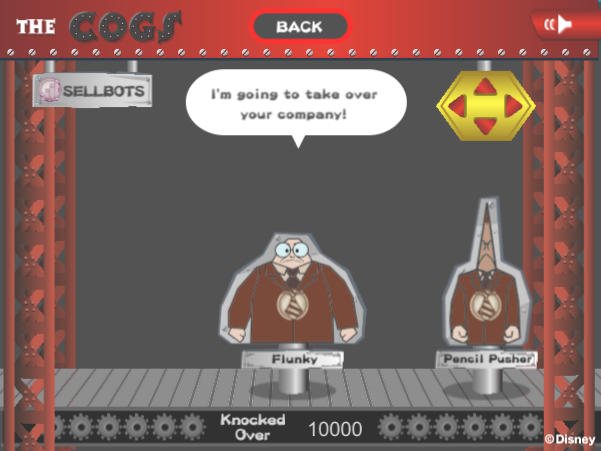 THE COGS
BACK
SELLBOTS
I'm going to take over
your company!
Flunky
Pencil Pusher
Knocked
Over
10000
©Disney